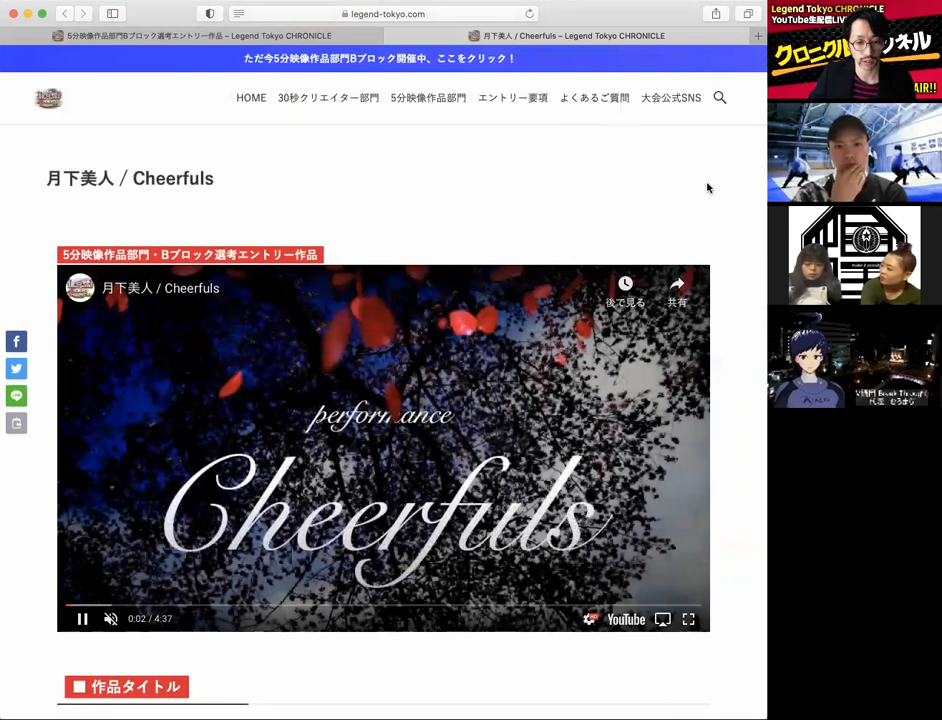 legend-tokyo.com
5分映像作品部門Bブロック選考エントリー作品 – Legend Tokyo CHRONICLE
月下美人 / Cheerfuls – Legend Tokyo CHRONICLE
ただ今5分映像作品部門Bブロック開催中、ここをクリック！
HOME 30秒クリエイター部門 5分映像作品部門 エントリー要項 よくあるご質問 大会公式SNS
月下美人 / Cheerfuls
5分映像作品部門・Bブロック選考エントリー作品
月下美人 / Cheerfuls
後で見る 共有
performance
Cheerfuls
0:02 / 4:37
HD
YouTube
■ 作品タイトル
Legend Tokyo CHRONICLE
YouTube生配信LIV
クロニクル
ンネル
AIR!!